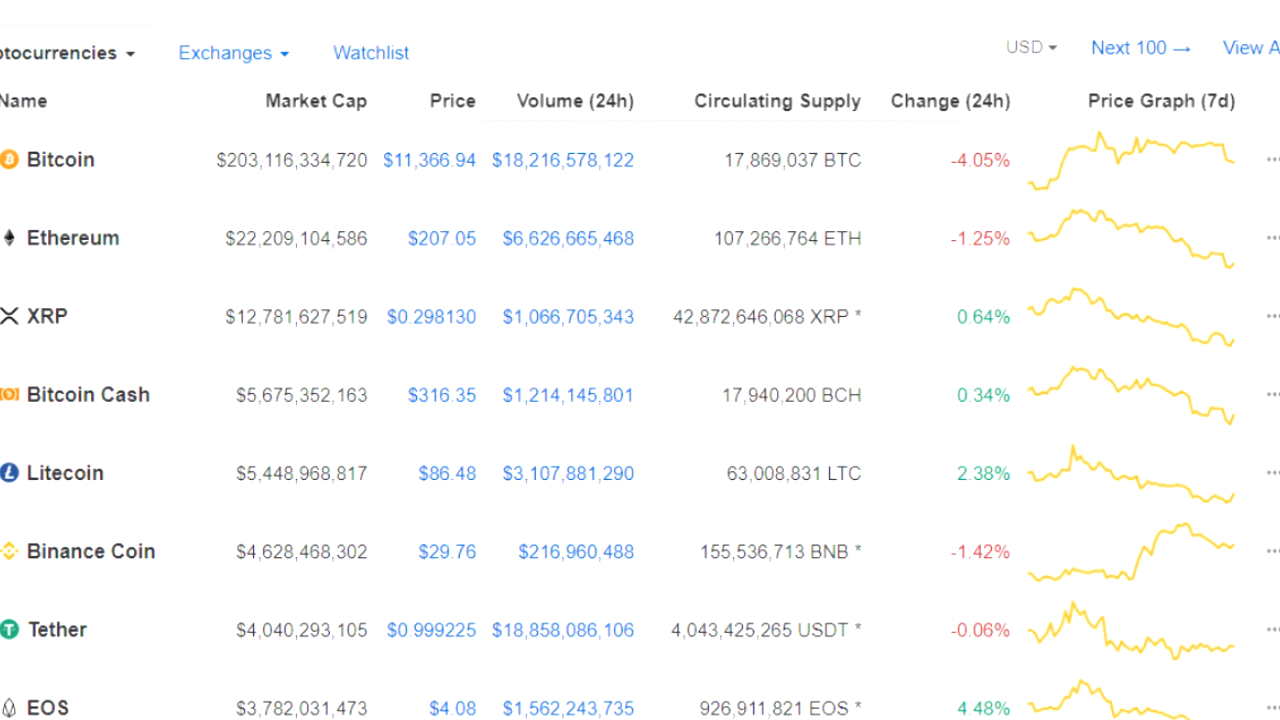 tocurrencies Exchanges Watchlist USD Next 100 → View A
Name Market Cap Price Volume (24h) Circulating Supply Change (24h) Price Graph (7d)
Bitcoin $203,116,334,720 $11,366.94 $18,216,578,122 17,869,037 BTC -4.05%
Ethereum $22,209,104,586 $207.05 $6,626,665,468 107,266,764 ETH -1.25%
XRP $12,781,627,519 $0.298130 $1,066,705,343 42,872,646,068 XRP * 0.64%
Bitcoin Cash $5,675,352,163 $316.35 $1,214,145,801 17,940,200 BCH 0.34%
Litecoin $5,448,968,817 $86.48 $3,107,881,290 63,008,831 LTC 2.38%
Binance Coin $4,628,468,302 $29.76 $216,960,488 155,536,713 BNB * -1.42%
Tether $4,040,293,105 $0.999225 $18,858,086,106 4,043,425,265 USDT * -0.06%
EOS $3,782,031,473 $4.08 $1,562,243,735 926,911,821 EOS * 4.48%